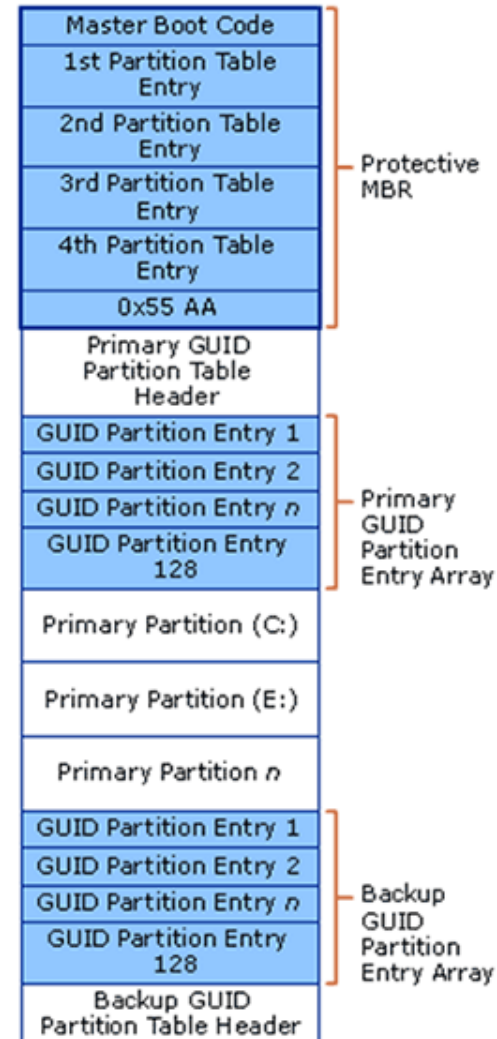 Master Boot Code
1st Partition Table
Entry
2nd Partition Table
Entry
3rd Partition Table
Entry
4th Partition Table
Entry
0x55 AA
Protective
MBR
Primary GUID
Partition Table
Header
GUID Partition Entry 1
GUID Partition Entry 2
GUID Partition Entry n
GUID Partition Entry
128
Primary
GUID
Partition
Entry Array
Primary Partition (C:)
Primary Partition (E:)
Primary Partition n
GUID Partition Entry 1
GUID Partition Entry 2
GUID Partition Entry n
GUID Partition Entry
128
Backup
GUID
Partition
Entry Array
Backup GUID
Partition Table Header